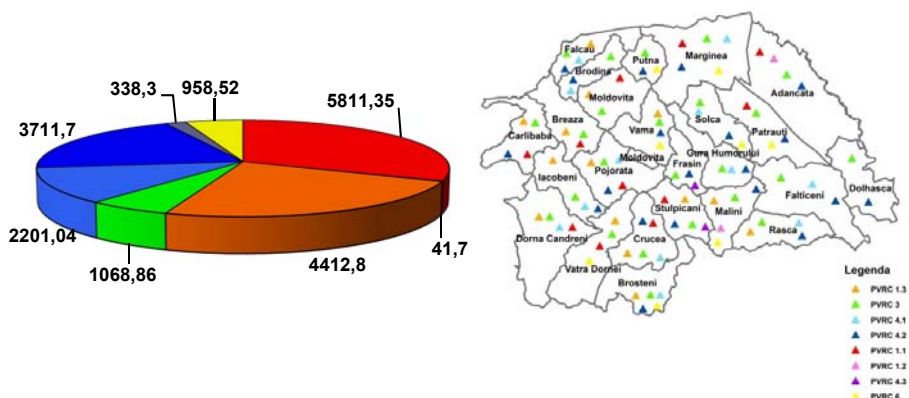 338,3
958,52
5811,35
3711,7
2201,04
1068,86
4412,8
41,7
Falcau
Putna
Marginea
Brodina
Adancata
Moldovita
Breaza
Solca
Carlibaba
Vama
Patrauti
Moldovita
Gura Humorului
Iacobeni
Pojorata
Frasin
Falticeni
Dolhasca
Stulpicani
Malini
Dorna Candreni
Crucea
Rasca
Vatra Dornei
Brosteni
Legenda
PVRC 1.3
PVRC 3
PVRC 4.1
PVRC 4.2
PVRC 1.1
PVRC 1.2
PVRC 4.3
PVRC 6